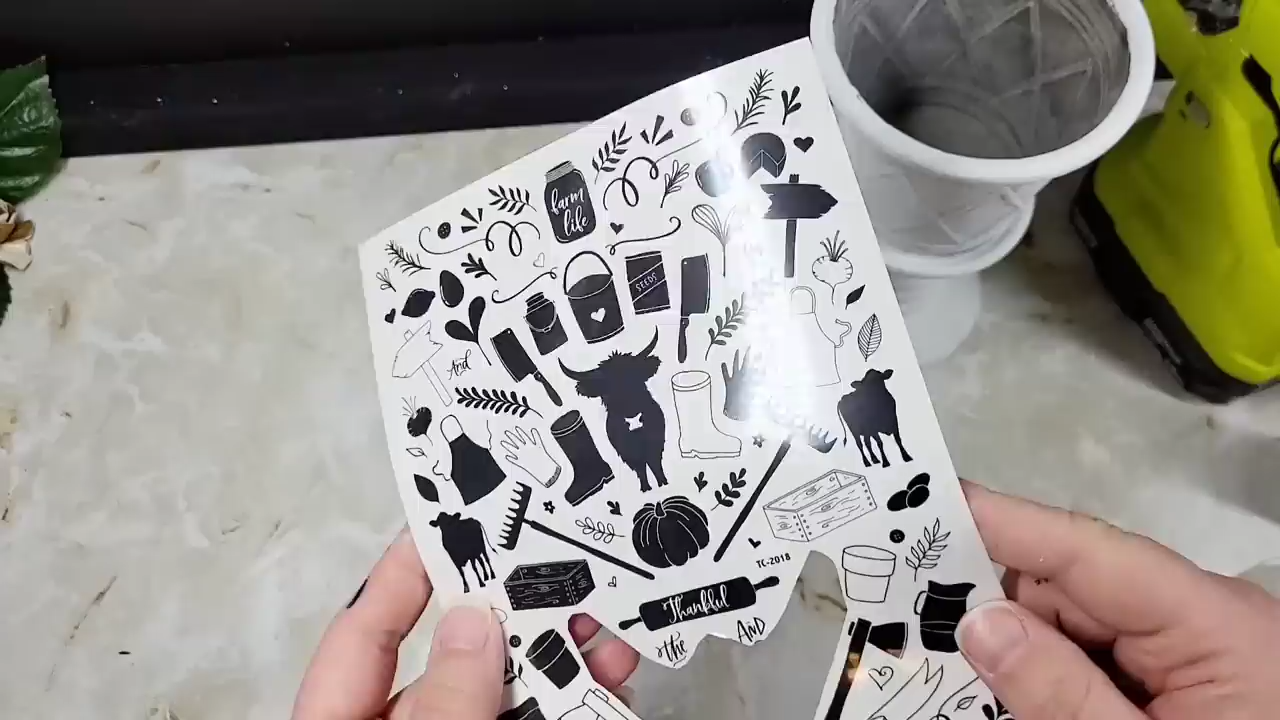 farm
life
SEEDS
And
TC-2018
Thankful
the
AND